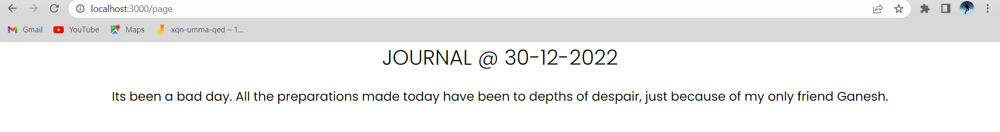 localhost:3000/page
Gmail YouTube Maps xqn-umma-qed – 1...
JOURNAL @ 30-12-2022
Its been a bad day. All the preparations made today have been to depths of despair, just because of my only friend Ganesh.